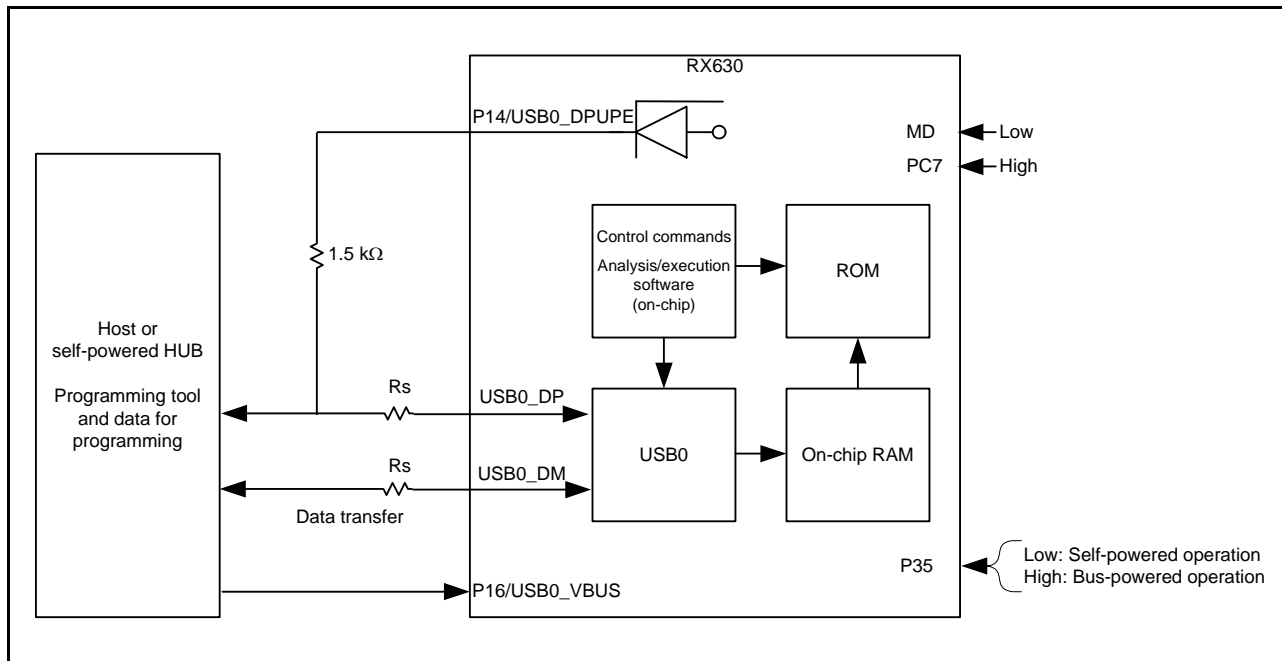 RX630
P14/USB0_DPUPE
MD
Low
PC7
High
1.5 kΩ
Control commands
Analysis/execution
software
(on-chip)
ROM
Host or
self-powered HUB
Programming tool
and data for
programming
Rs
USB0_DP
USB0
On-chip RAM
Rs
USB0_DM
Data transfer
P35
Low: Self-powered operation
High: Bus-powered operation
P16/USB0_VBUS